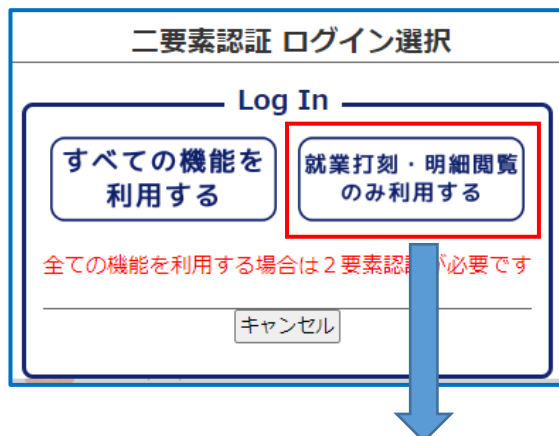 二要素認証 ログイン選択
Log In
すべての機能を
利用する
就業打刻・明細閲覧
のみ利用する
全ての機能を利用する場合は2要素認証が必要です
キャンセル